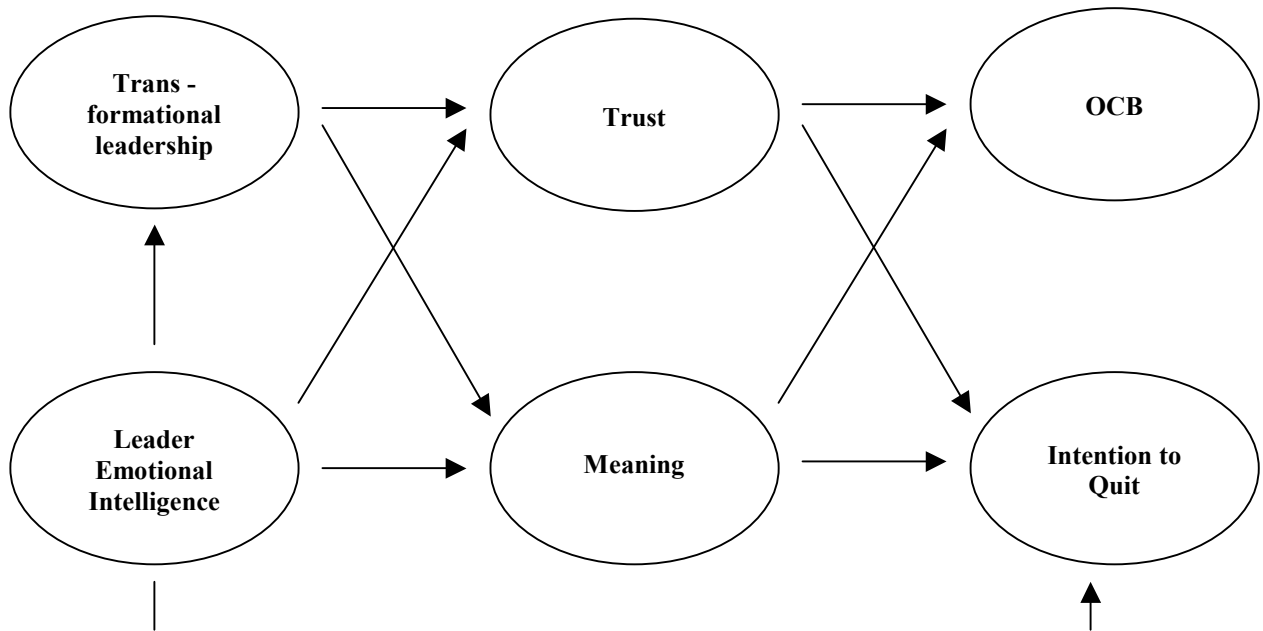 Trans -
formational
leadership
Trust
OCB
Leader
Emotional
Intelligence
Meaning
Intention to
Quit